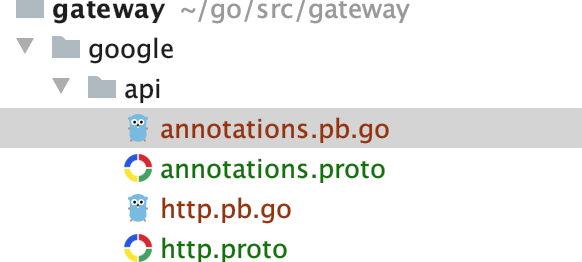 gateway ~/go/src/gateway
google
api
annotations.pb.go
annotations.proto
http.pb.go
http.proto